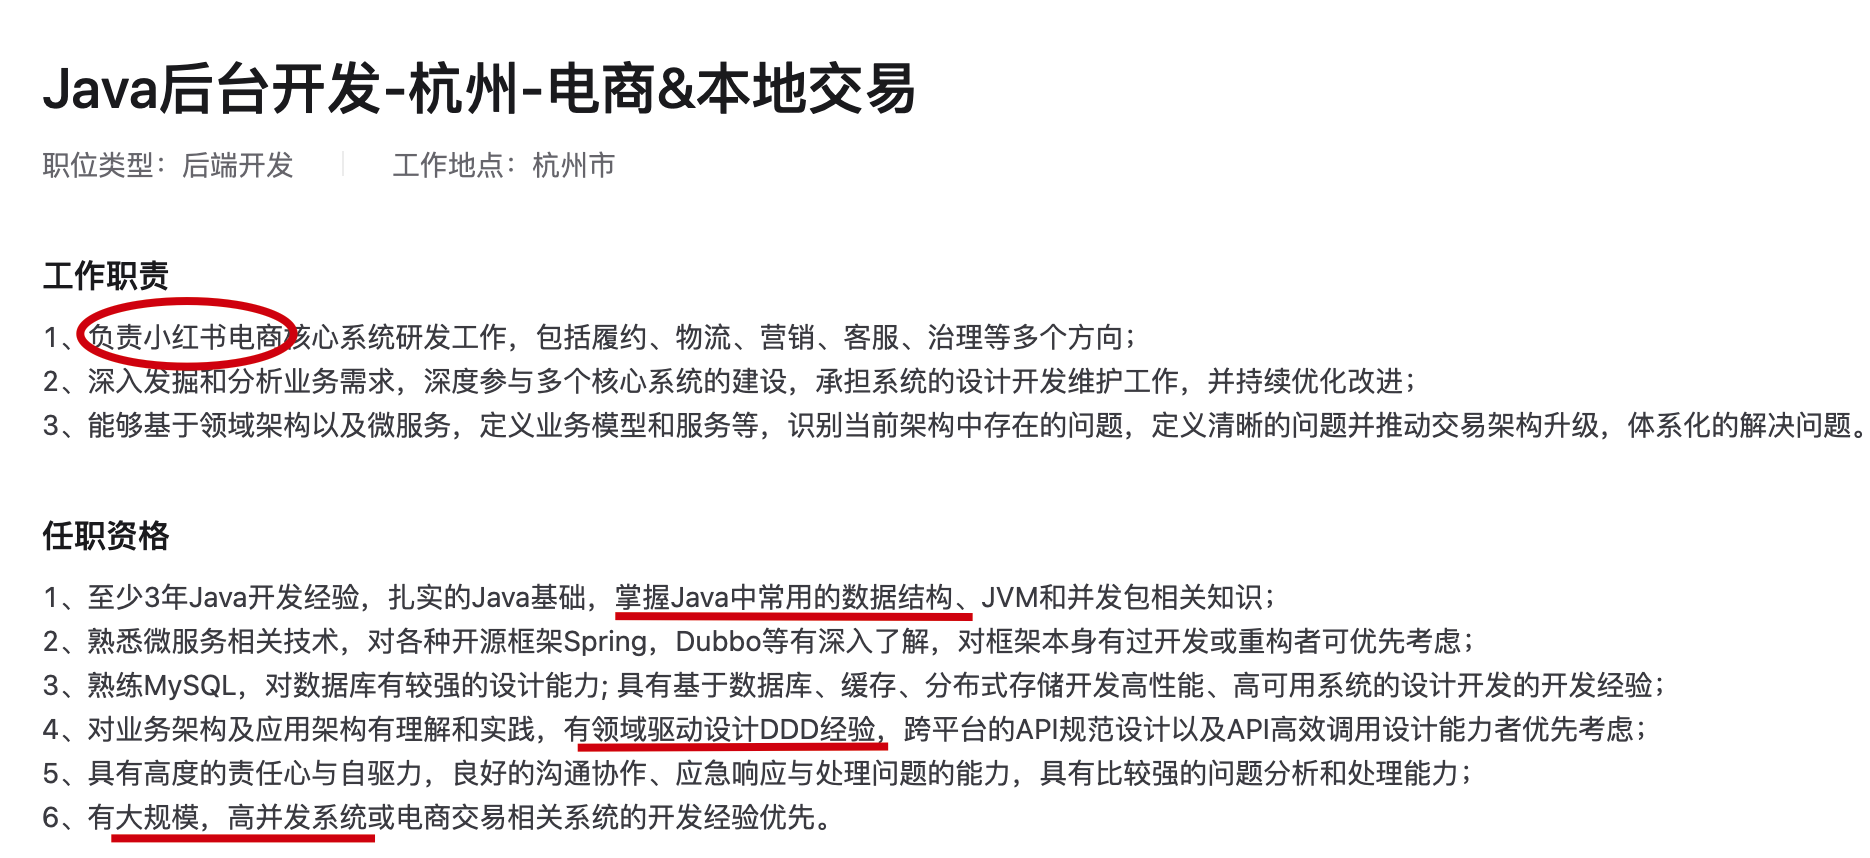 Java后台开发-杭州-电商&本地交易
职位类型：后端开发 工作地点：杭州市
工作职责
1、负责小红书电商核心系统研发工作，包括履约、物流、营销、客服、治理等多个方向；
2、深入发掘和分析业务需求，深度参与多个核心系统的建设，承担系统的设计开发维护工作，并持续优化改进；
3、能够基于领域架构以及微服务，定义业务模型和服务等，识别当前架构中存在的问题，定义清晰的问题并推动交易架构升级，体系化的解决问题。
任职资格
1、至少3年Java开发经验，扎实的Java基础，掌握Java中常用的数据结构、JVM和并发包相关知识；
2、熟悉微服务相关技术，对各种开源框架Spring，Dubbo等有深入了解，对框架本身有过开发或重构者可优先考虑；
3、熟练MySQL，对数据库有较强的设计能力; 具有基于数据库、缓存、分布式存储开发高性能、高可用系统的设计开发的开发经验；
4、对业务架构及应用架构有理解和实践，有领域驱动设计DDD经验，跨平台的API规范设计以及API高效调用设计能力者优先考虑；
5、具有高度的责任心与自驱力，良好的沟通协作、应急响应与处理问题的能力，具有比较强的问题分析和处理能力；
6、有大规模，高并发系统或电商交易相关系统的开发经验优先。